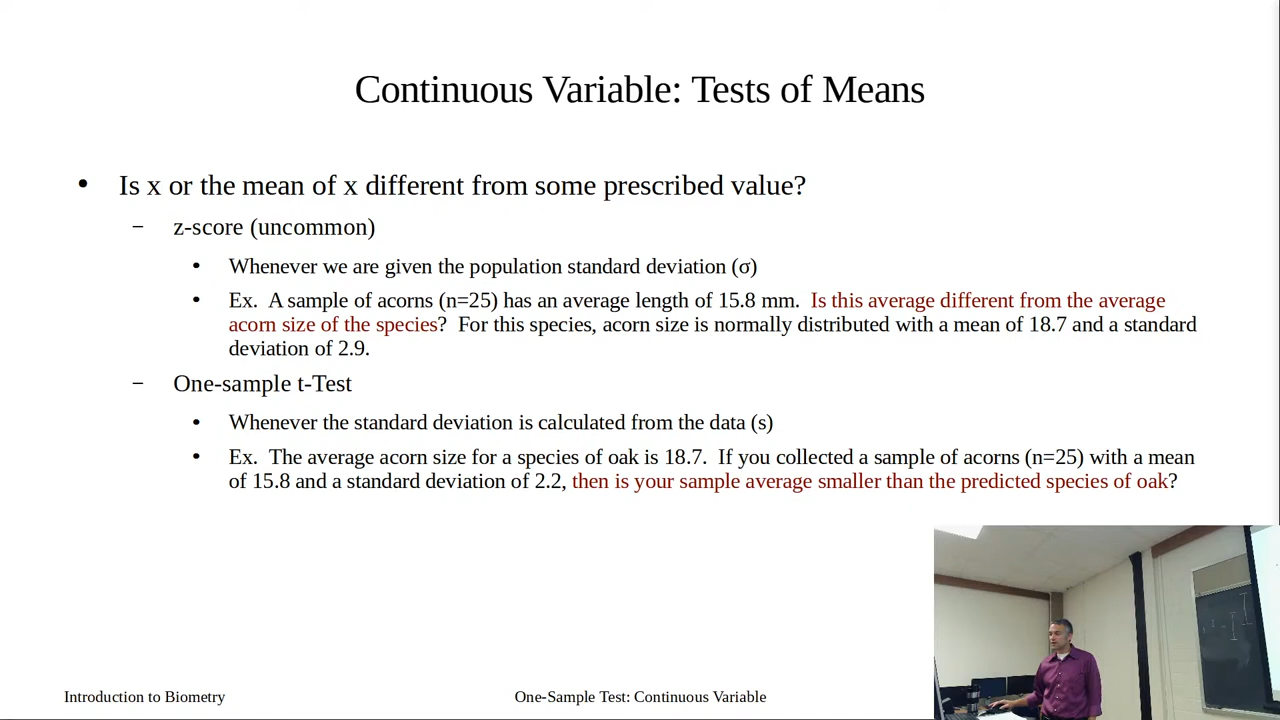 Continuous Variable: Tests of Means
• Is x or the mean of x different from some prescribed value?
– z-score (uncommon)
• Whenever we are given the population standard deviation (σ)
• Ex.  A sample of acorns (n=25) has an average length of 15.8 mm.  Is this average different from the average
acorn size of the species?  For this species, acorn size is normally distributed with a mean of 18.7 and a standard
deviation of 2.9.
– One-sample t-Test
• Whenever the standard deviation is calculated from the data (s)
• Ex.  The average acorn size for a species of oak is 18.7.  If you collected a sample of acorns (n=25) with a mean
of 15.8 and a standard deviation of 2.2, then is your sample average smaller than the predicted species of oak?
Introduction to Biometry
One-Sample Test: Continuous Variable